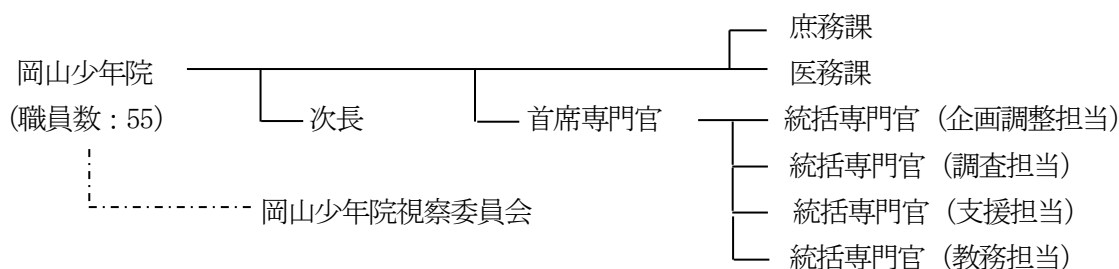 庶務課
岡山少年院
医務課
(職員数：55)
次長
首席専門官
統括専門官（企画調整担当）
統括専門官（調査担当）
岡山少年院視察委員会
統括専門官（支援担当）
統括専門官（教務担当）